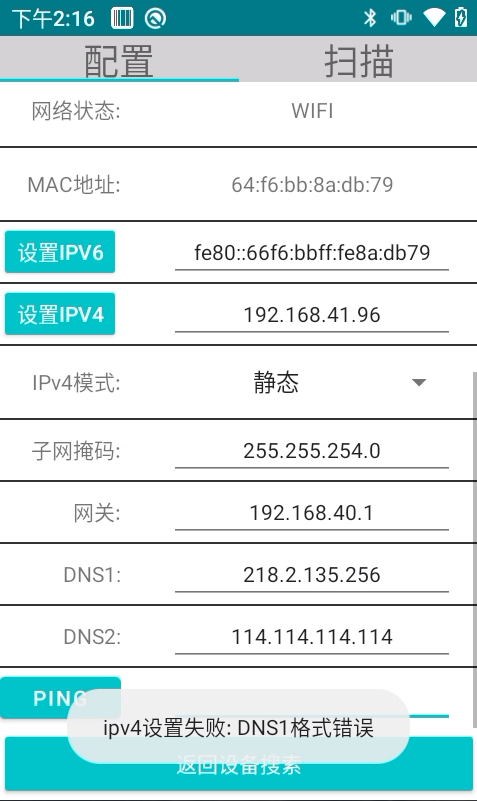 下午2:16
配置 扫描
网络状态: WIFI
MAC地址: 64:f6:bb:8a:db:79
设置IPV6 fe80::66f6:bbff:fe8a:db79
设置IPV4 192.168.41.96
IPv4模式: 静态
子网掩码: 255.255.254.0
网关: 192.168.40.1
DNS1: 218.2.135.256
DNS2: 114.114.114.114
PING
ipv4设置失败: DNS1格式错误
返回设备搜索